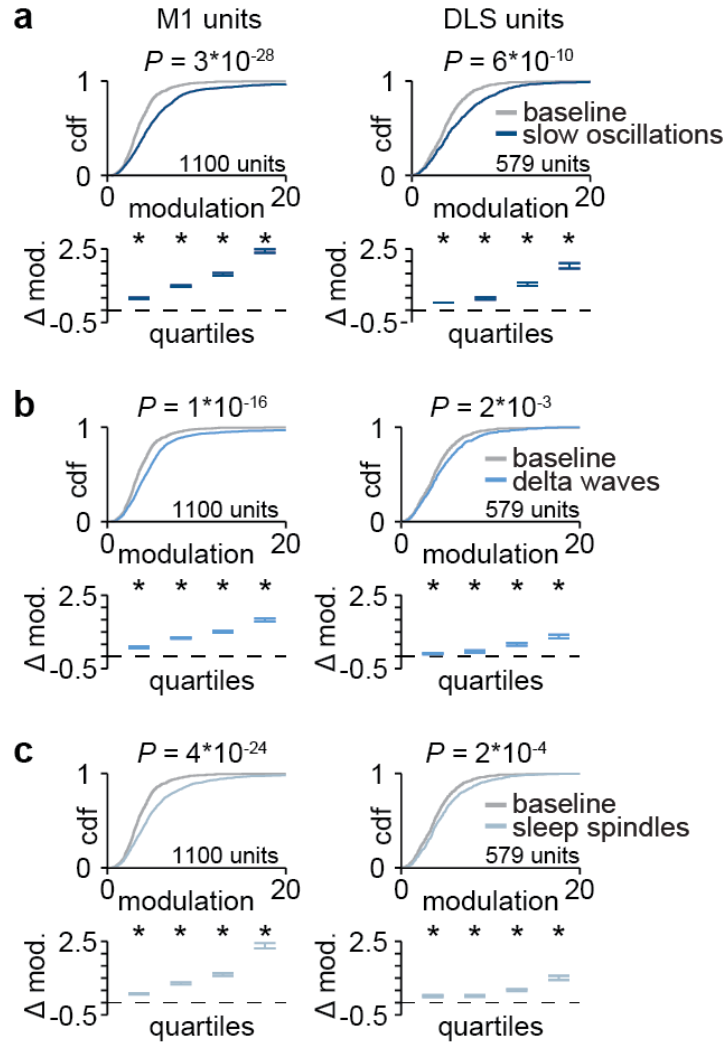 a
M1 units
DLS units
P = 3*10-28
P = 6*10-10
1
cdf
0
1100 units
0
20
modulation
1
cdf
0
baseline
slow oscillations
579 units
0
20
modulation
* * * *
2.5
Δ mod.
-0.5
quartiles
* * * *
2.5
Δ mod.
-0.5
quartiles
b
P = 1*10-16
P = 2*10-3
1
cdf
0
1100 units
0
20
modulation
1
cdf
0
baseline
delta waves
579 units
0
20
modulation
* * * *
2.5
Δ mod.
-0.5
quartiles
* * * *
2.5
Δ mod.
-0.5
quartiles
c
P = 4*10-24
P = 2*10-4
1
cdf
0
1100 units
0
20
modulation
1
cdf
0
baseline
sleep spindles
579 units
0
20
modulation
* * * *
2.5
Δ mod.
-0.5
quartiles
* * * *
2.5
Δ mod.
-0.5
quartiles